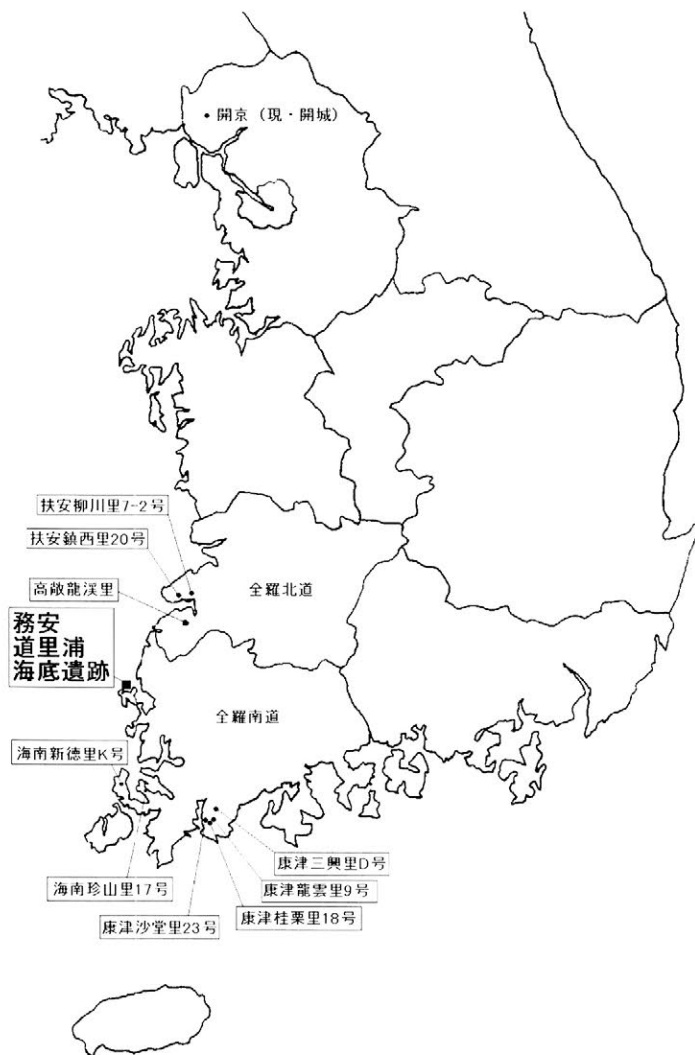 開京（現・開城）
扶安柳川里7-2号
扶安鎮西里20号
高敞龍渓里
全羅北道
務安
道里浦
海底遺跡
全羅南道
海南新徳里K号
康津三興里D号
海南珍山里17号
康津龍雲里9号
康津沙堂里23号
康津桂栗里18号